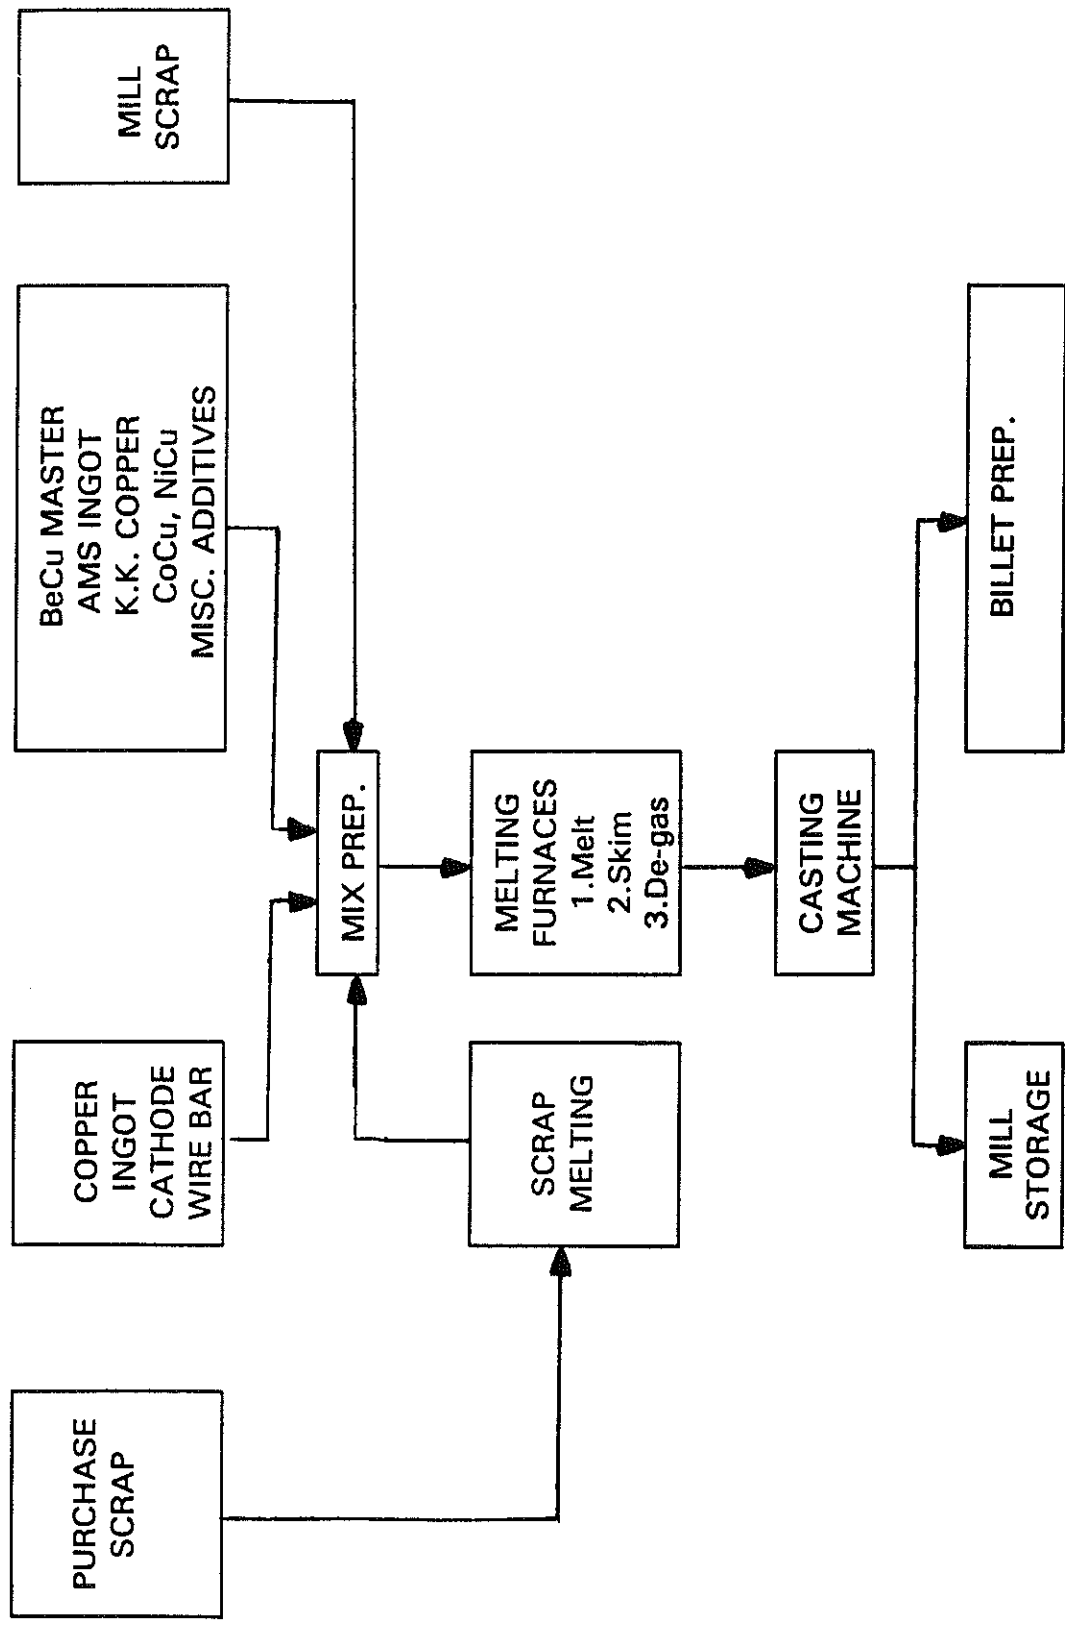 PURCHASE
SCRAP
COPPER
INGOT
CATHODE
WIRE BAR
BeCu MASTER
AMS INGOT
K.K. COPPER
CoCu, NiCu
MISC. ADDITIVES
MILL
SCRAP
MIX PREP.
SCRAP
MELTING
MELTING
FURNACES
1.Melt
2.Skim
3.De-gas
CASTING
MACHINE
MILL
STORAGE
BILLET PREP.